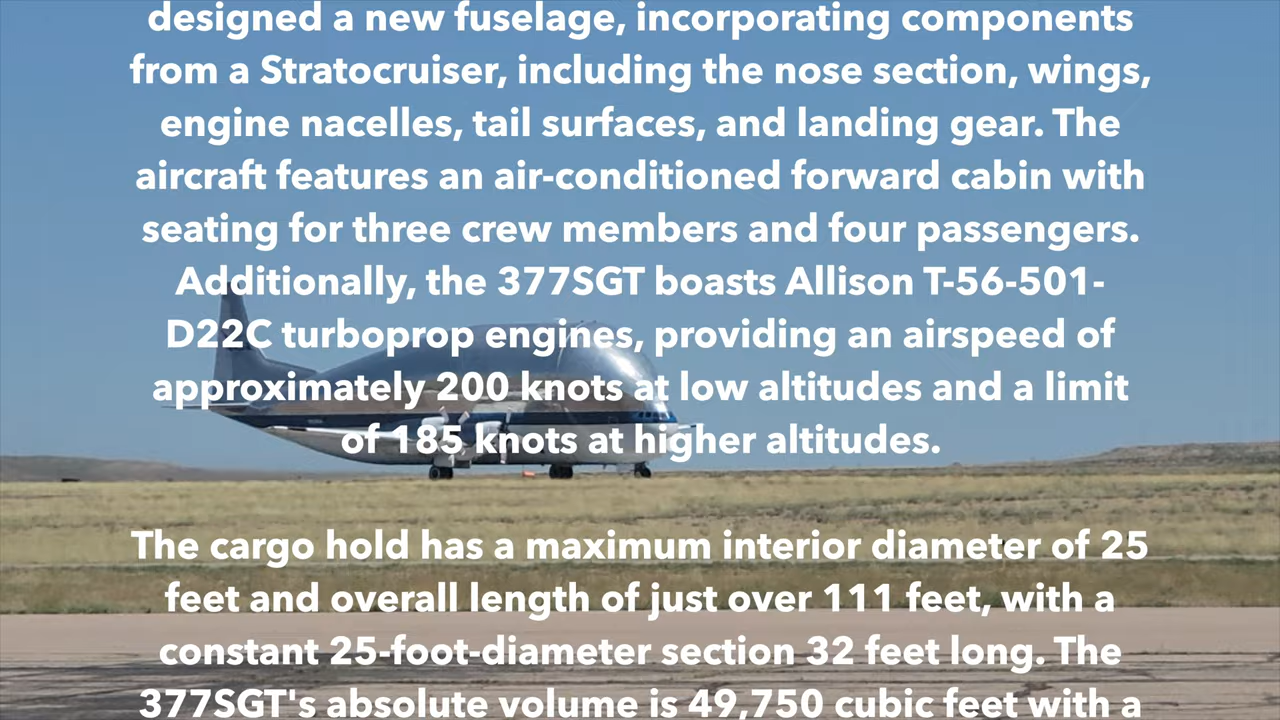 designed a new fuselage, incorporating components
from a Stratocruiser, including the nose section, wings,
engine nacelles, tail surfaces, and landing gear. The
aircraft features an air-conditioned forward cabin with
seating for three crew members and four passengers.
Additionally, the 377SGT boasts Allison T-56-501-
D22C turboprop engines, providing an airspeed of
approximately 200 knots at low altitudes and a limit
of 185 knots at higher altitudes.
The cargo hold has a maximum interior diameter of 25
feet and overall length of just over 111 feet, with a
constant 25-foot-diameter section 32 feet long. The
377SGT's absolute volume is 49,750 cubic feet with a